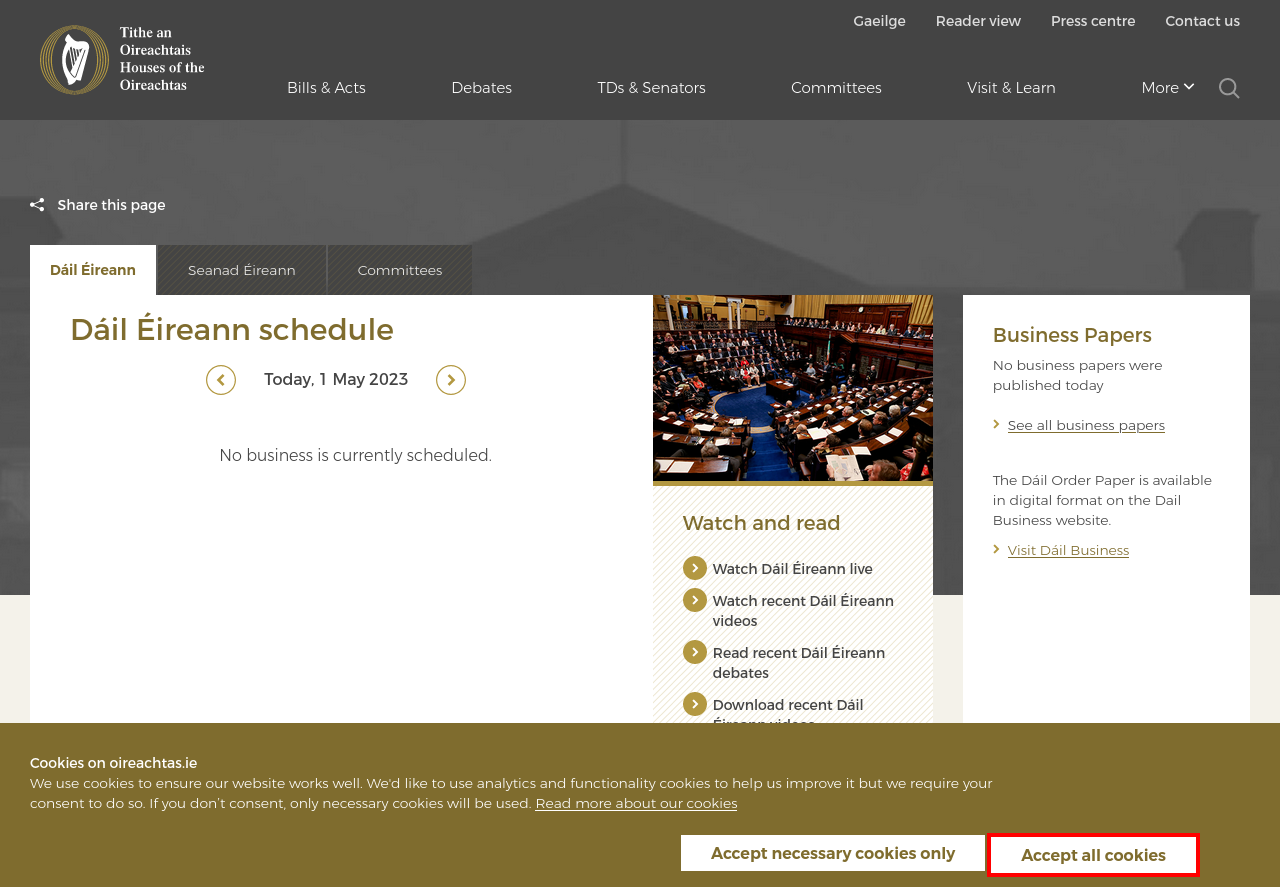 Gaeilge Reader view Press centre Contact us
Tithe an
Oireachtais
Houses of the
Oireachtas
Bills & Acts Debates TDs & Senators Committees Visit & Learn More
Share this page
Dáil Éireann Seanad Éireann Committees
Dáil Éireann schedule
Today, 1 May 2023
No business is currently scheduled.
Watch and read
Watch Dáil Éireann live
Watch recent Dáil Éireann
videos
Read recent Dáil Éireann
debates
Download recent Dáil
Éireann videos
Business Papers
No business papers were
published today
See all business papers
The Dáil Order Paper is available
in digital format on the Dail
Business website.
Visit Dáil Business
Cookies on oireachtas.ie
We use cookies to ensure our website works well. We'd like to use analytics and functionality cookies to help us improve it but we require your
consent to do so. If you don’t consent, only necessary cookies will be used. Read more about our cookies
Accept necessary cookies only Accept all cookies